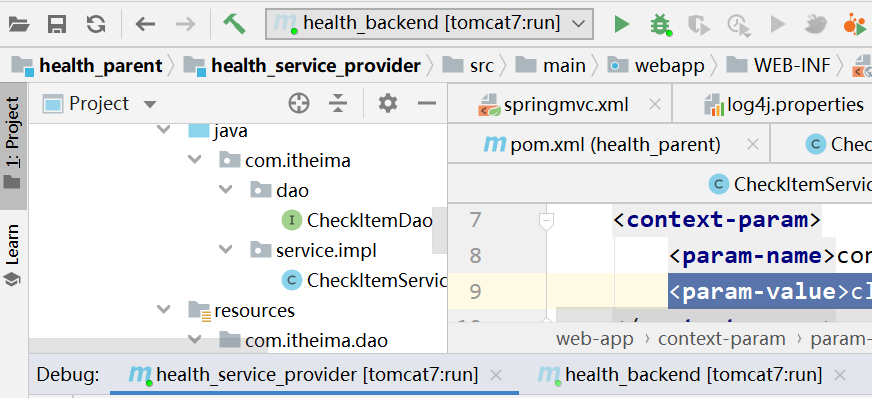 health_backend [tomcat7:run]
health_parent health_service_provider src main webapp WEB-INF
1: Project
Learn
Project
java
com.itheima
dao
CheckItemDao
service.impl
CheckItemServic
resources
com.itheima.dao
springmvc.xml
log4j.properties
pom.xml (health_parent)
Che
CheckItemServic
7 <context-param>
8 <param-name>con
9 <param-value>cl
web-app › context-param › param-
Debug: health_service_provider [tomcat7:run] health_backend [tomcat7:run]